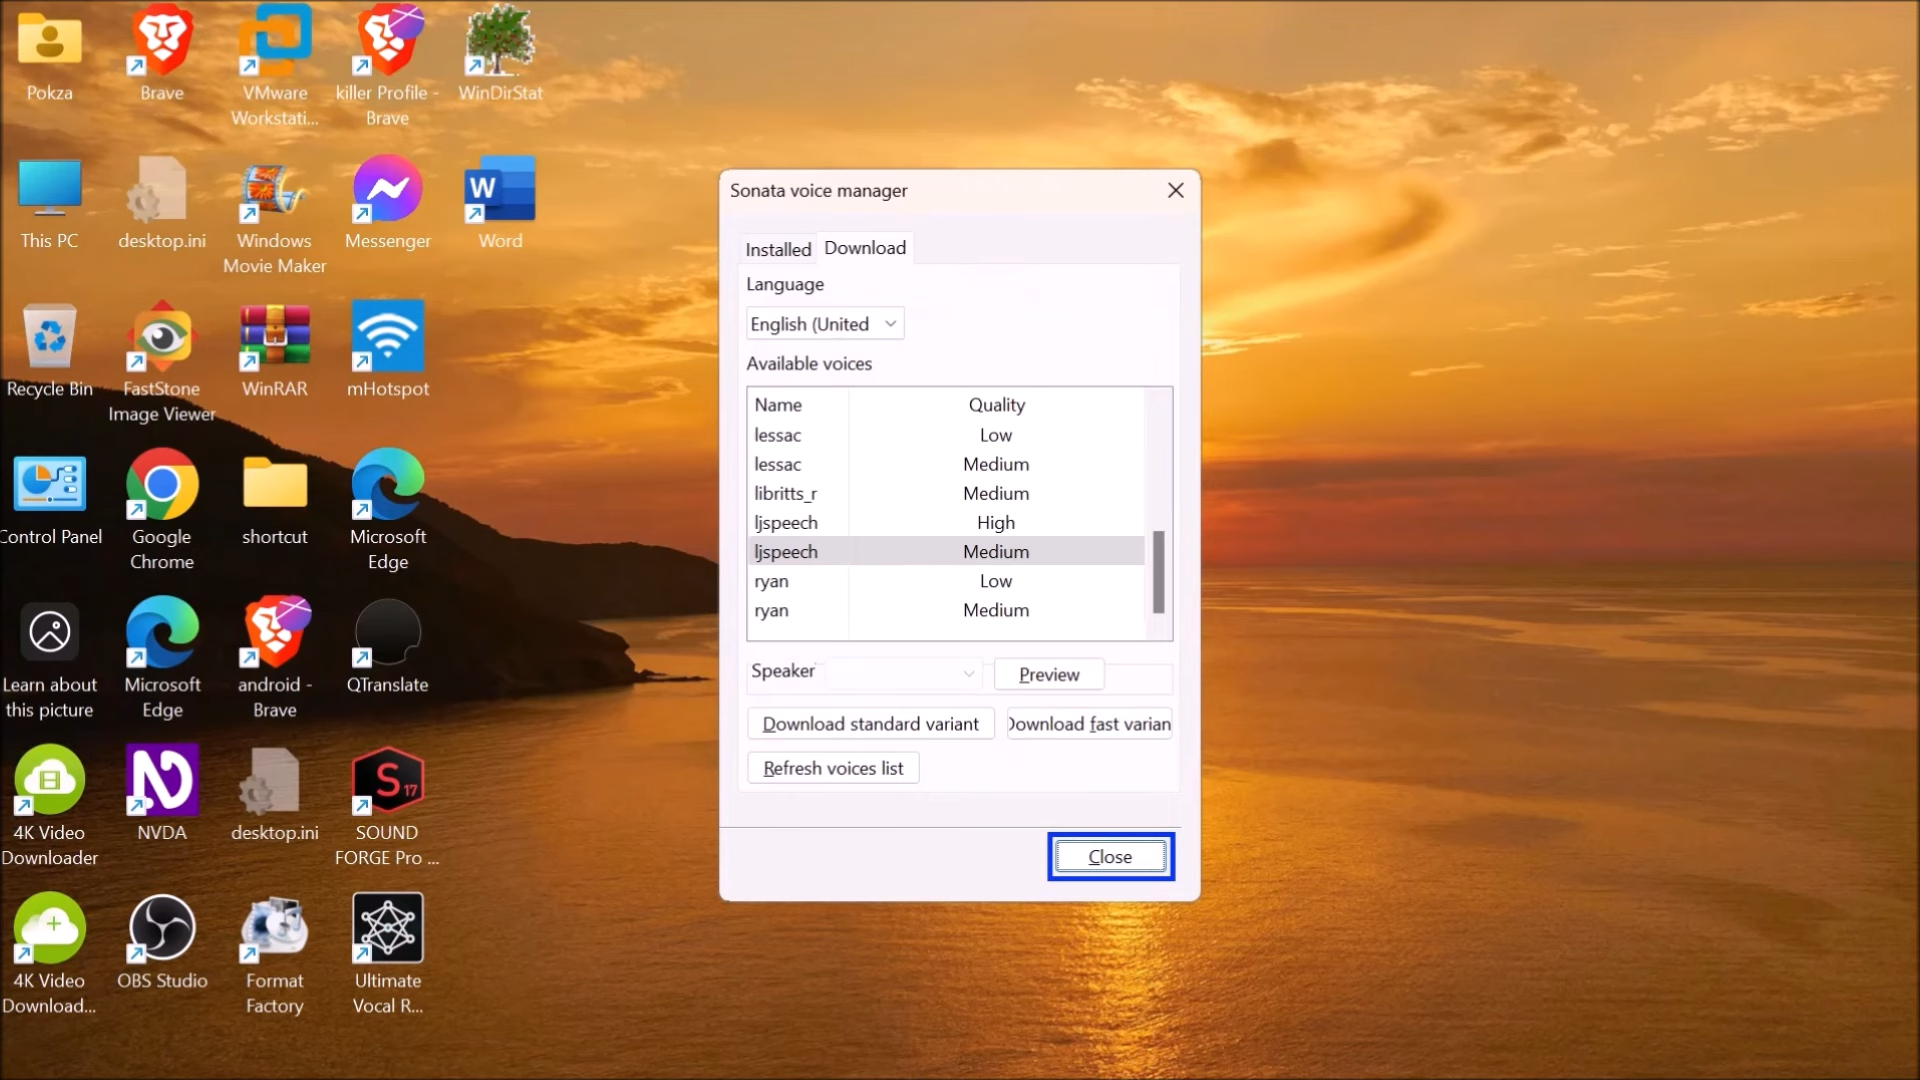 Pokza
Brave
VMware
Workstati...
killer Profile -
Brave
WinDirStat
This PC
desktop.ini
Windows
Movie Maker
Messenger
W
Word
Recycle Bin
FastStone
Image Viewer
WinRAR
mHotspot
Control Panel
Google
Chrome
shortcut
Microsoft
Edge
Learn about
this picture
Microsoft
Edge
android -
Brave
QTranslate
4K Video
Downloader
NVDA
desktop.ini
S 17
SOUND
FORGE Pro ...
4K Video
Download...
OBS Studio
Format
Factory
Ultimate
Vocal R...
Sonata voice manager
Installed Download
Language
English (United
Available voices
Name Quality
lessac Low
lessac Medium
libritts_r Medium
ljspeech High
ljspeech Medium
ryan Low
ryan Medium
Speaker Preview
Download standard variant Download fast varian
Refresh voices list
Close